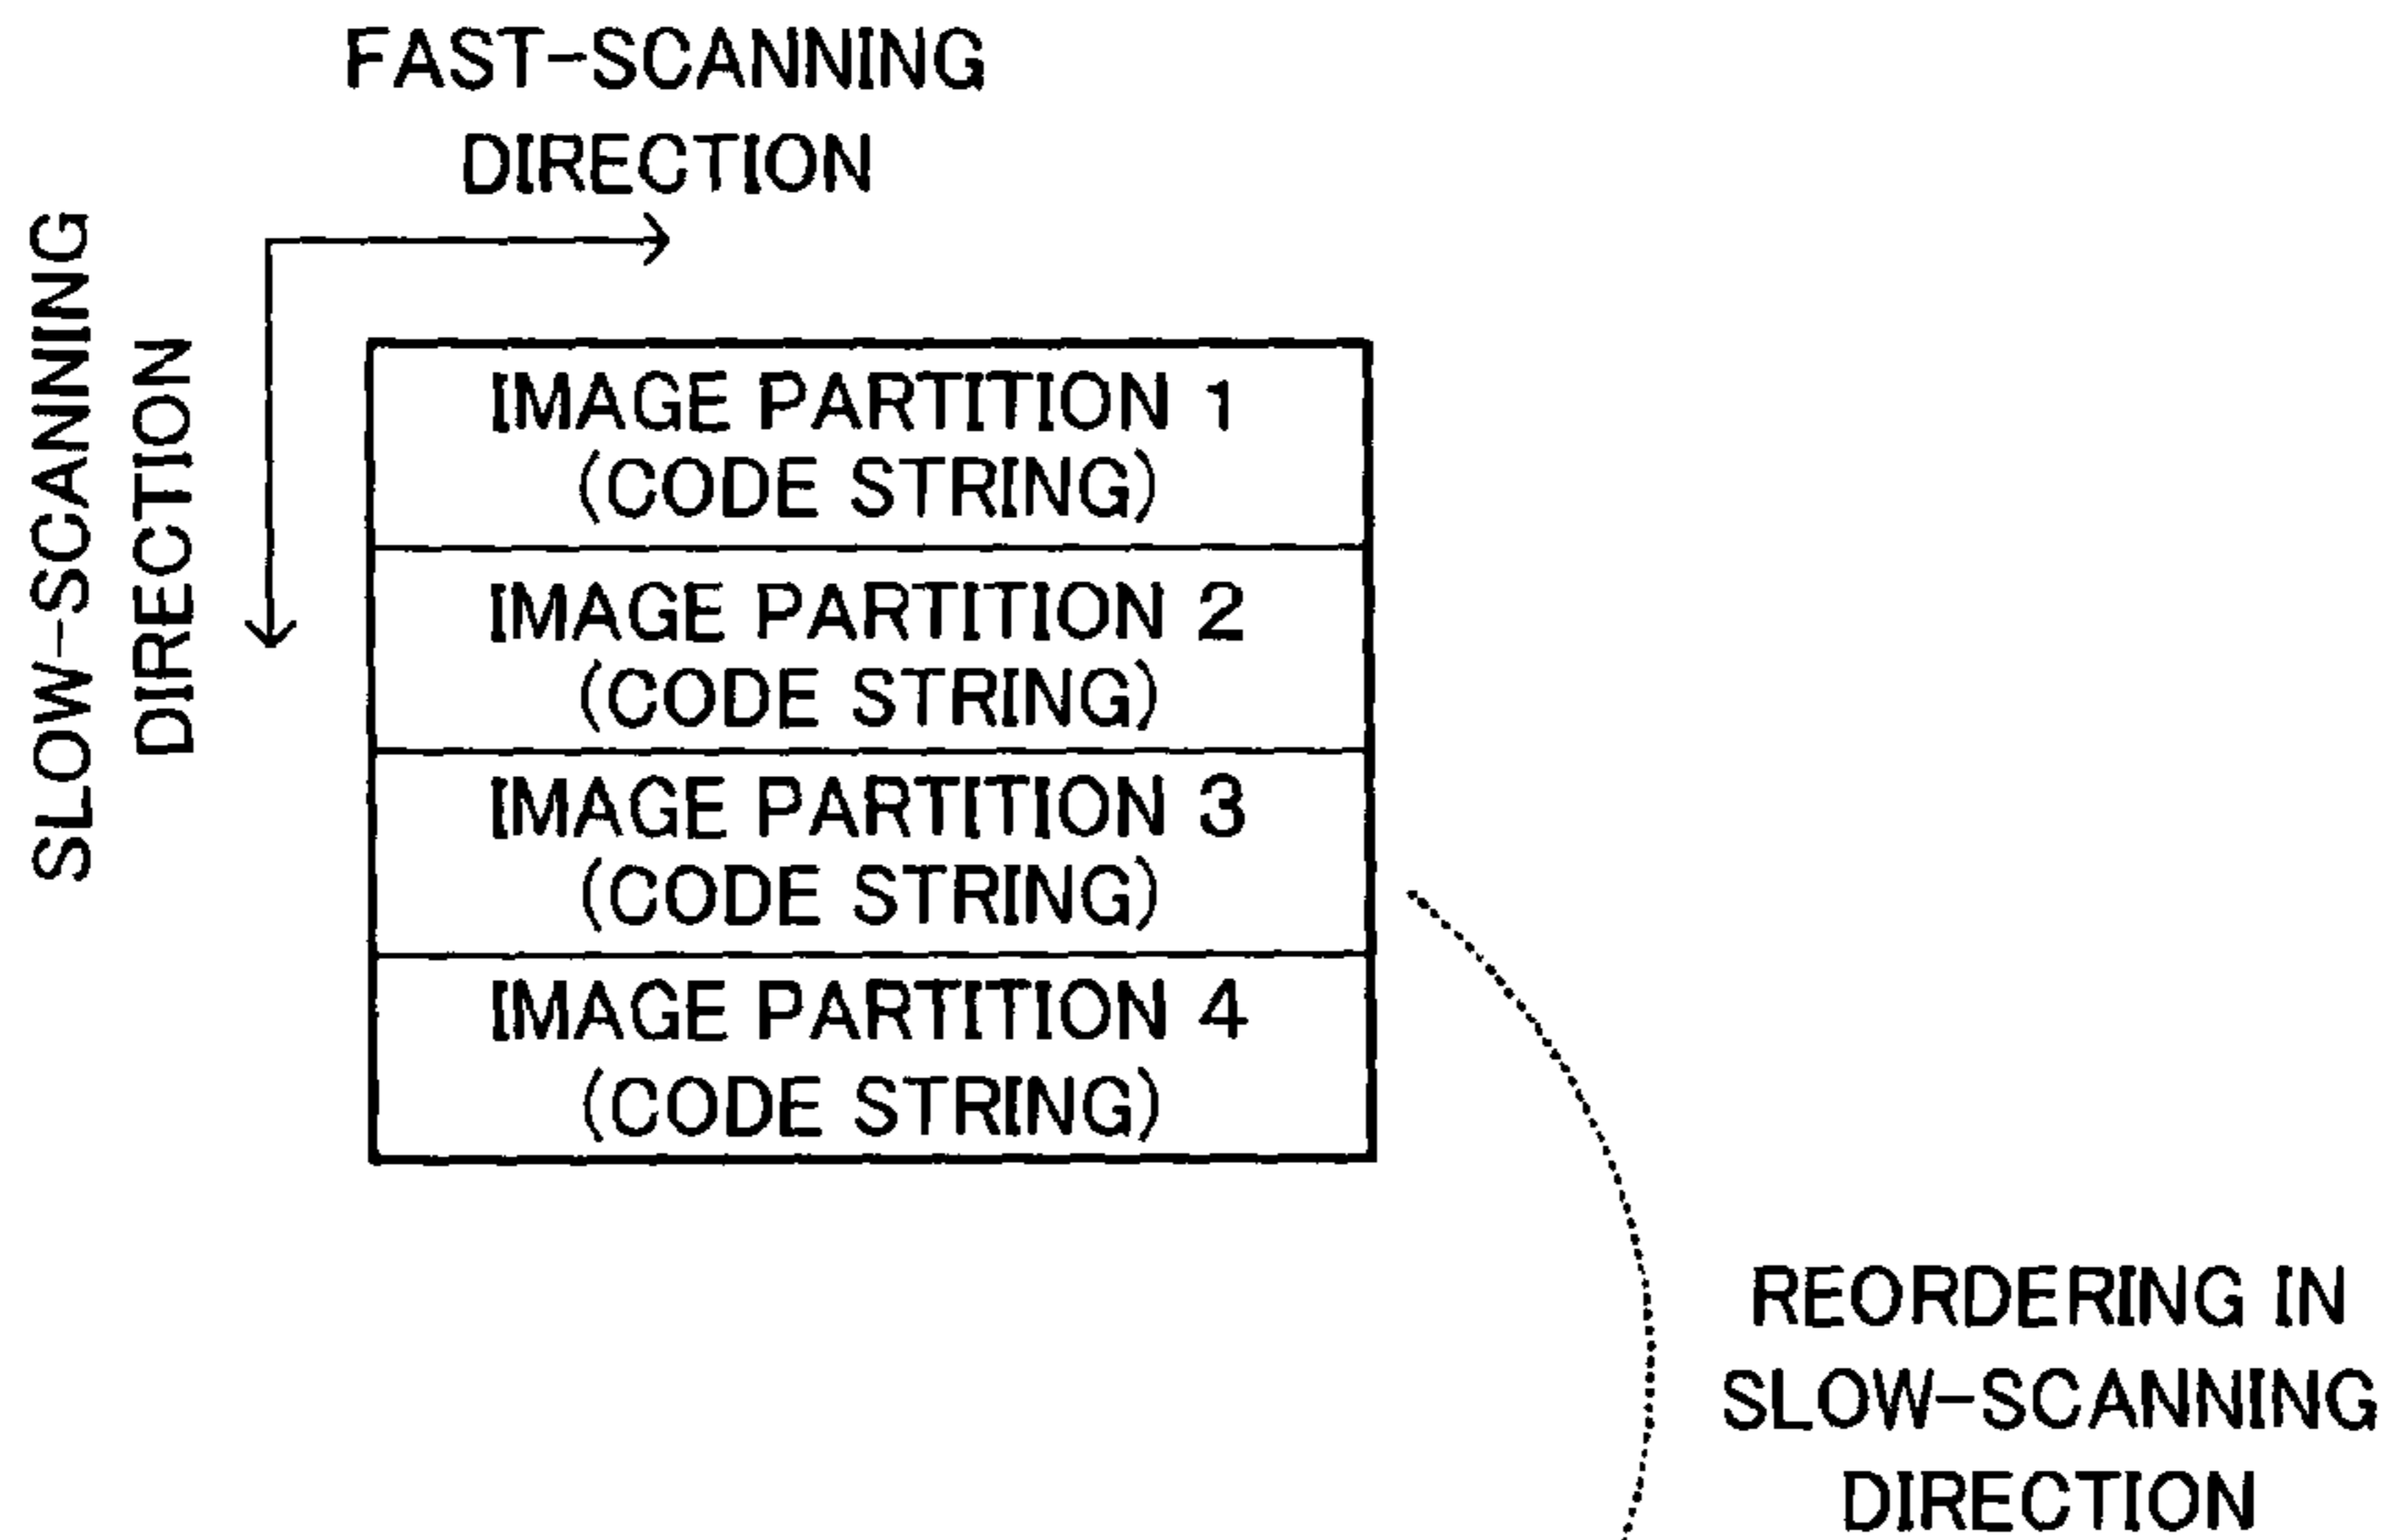 FAST-SCANNING
DIRECTION
SLOW-SCANNING
DIRECTION
IMAGE PARTITION 1
(CODE STRING)
IMAGE PARTITION 2
(CODE STRING)
IMAGE PARTITION 3
(CODE STRING)
IMAGE PARTITION 4
(CODE STRING)
REORDERING IN
SLOW-SCANNING
DIRECTION